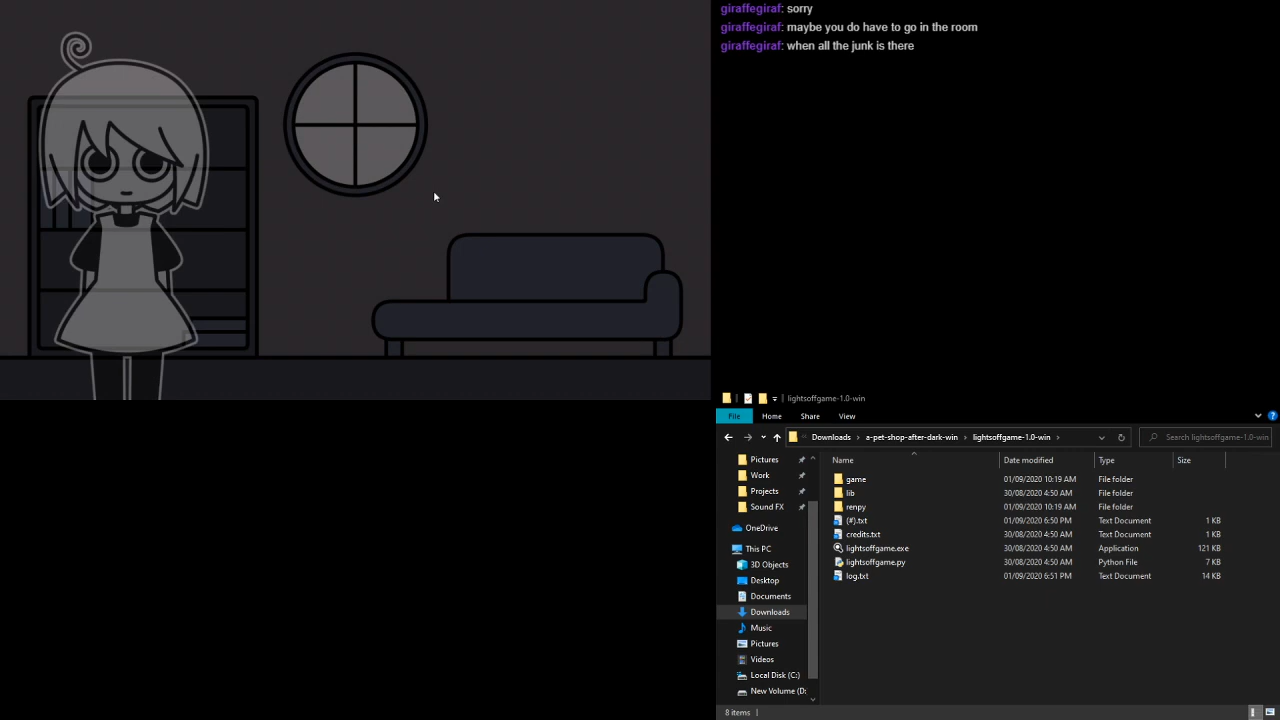 giraffegiraf: sorry
giraffegiraf: maybe you do have to go in the room
giraffegiraf: when all the junk is there
lightsoffgame-1.0-win
File Home Share View
Downloads a-pet-shop-after-dark-win lightsoffgame-1.0-win Search lightsoffgame-1.0-win
Pictures
Work
Projects
Sound FX
OneDrive
This PC
3D Objects
Desktop
Documents
Downloads
Music
Pictures
Videos
Local Disk (C:)
New Volume (D:
Name Date modified Type Size
game 01/09/2020 10:19 AM File folder
lib 30/08/2020 4:50 AM File folder
renpy 01/09/2020 10:19 AM File folder
(#).txt 01/09/2020 6:50 PM Text Document 1 KB
credits.txt 30/08/2020 4:50 AM Text Document 1 KB
lightsoffgame.exe 30/08/2020 4:50 AM Application 121 KB
lightsoffgame.py 30/08/2020 4:50 AM Python File 7 KB
log.txt 01/09/2020 6:51 PM Text Document 14 KB
8 items